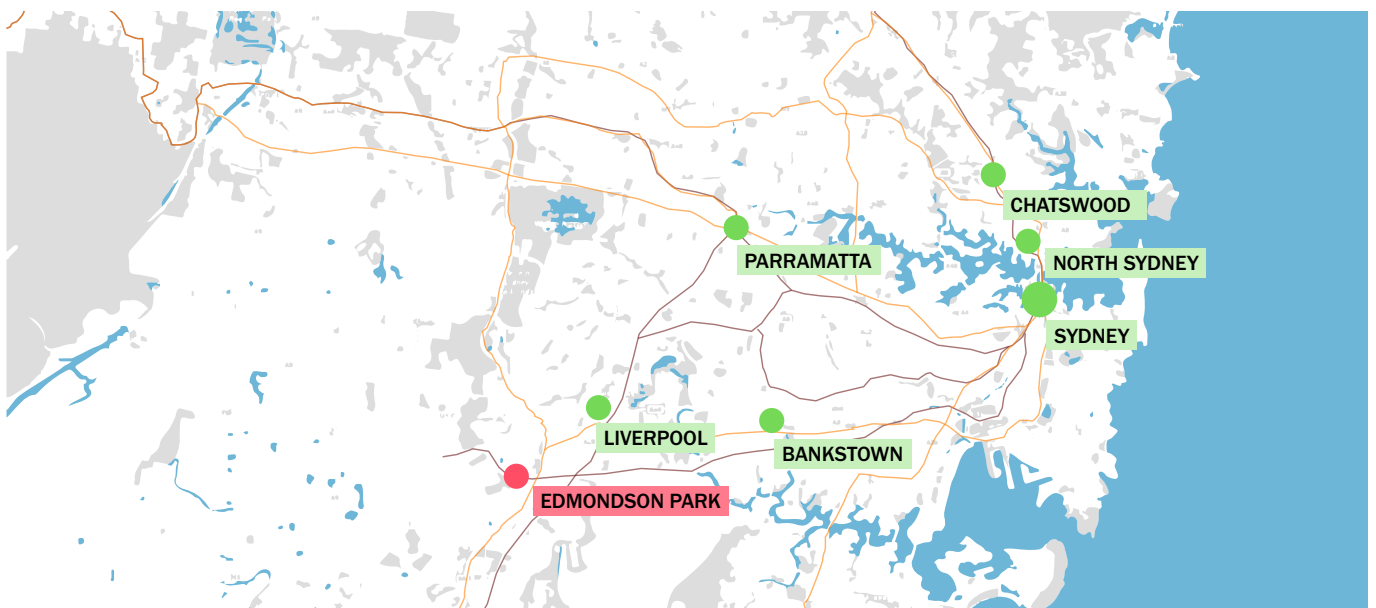 CHATSWOOD
PARRAMATTA
NORTH SYDNEY
SYDNEY
LIVERPOOL
BANKSTOWN
EDMONDSON PARK